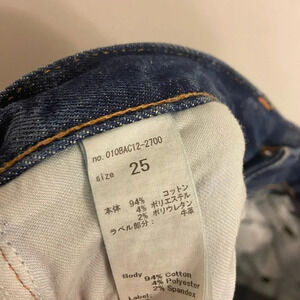 no. 010BAC12-2700
size 25
本体 94% コットン
4% ポリエステル
2% ポリウレタン
ラベル部分: 牛革
Body 94% Cotton
4% Polyester
2% Spandex
Label: